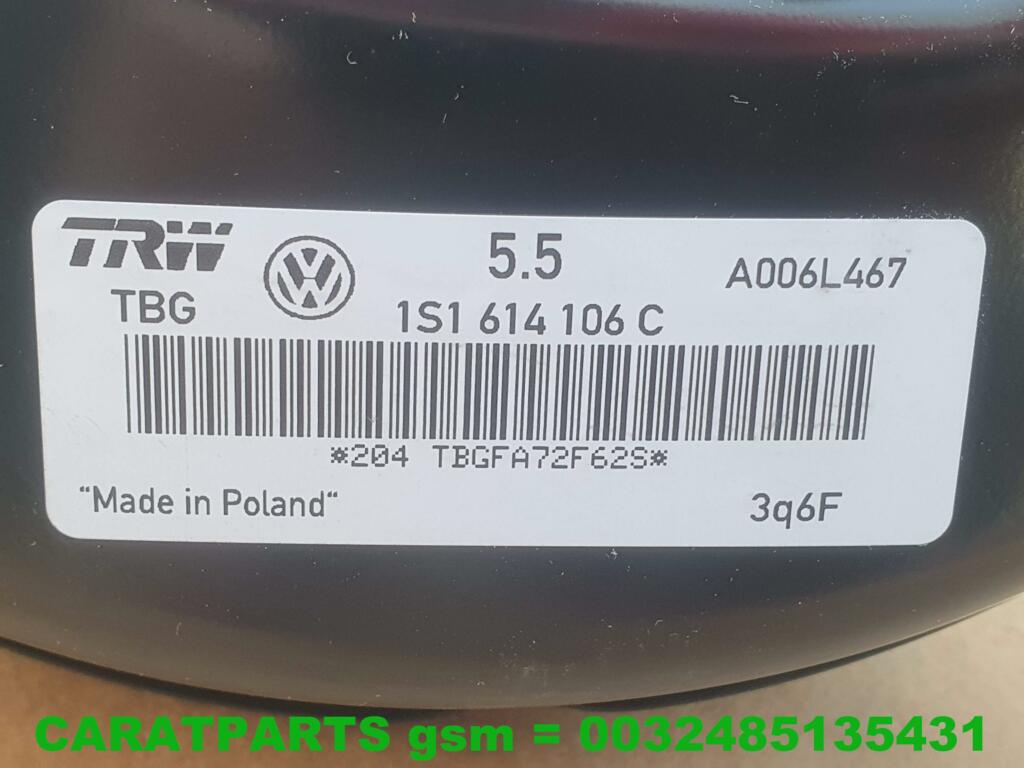 TRW 5.5
TBG 1S1 614 106 C A006L467
*204 TBGFA72F62S*
"Made in Poland" 3q6F
CARATPARTS gsm = 0032485135431